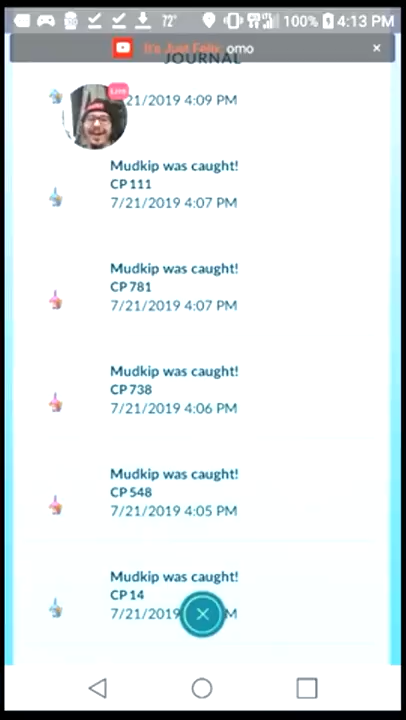 72° 100% 4:13 PM
It's Just Felix: omo ×
JOURNAL
Live
21/2019 4:09 PM
Mudkip was caught!
CP 111
7/21/2019 4:07 PM
Mudkip was caught!
CP 781
7/21/2019 4:07 PM
Mudkip was caught!
CP 738
7/21/2019 4:06 PM
Mudkip was caught!
CP 548
7/21/2019 4:05 PM
Mudkip was caught!
CP 14
7/21/2019 M